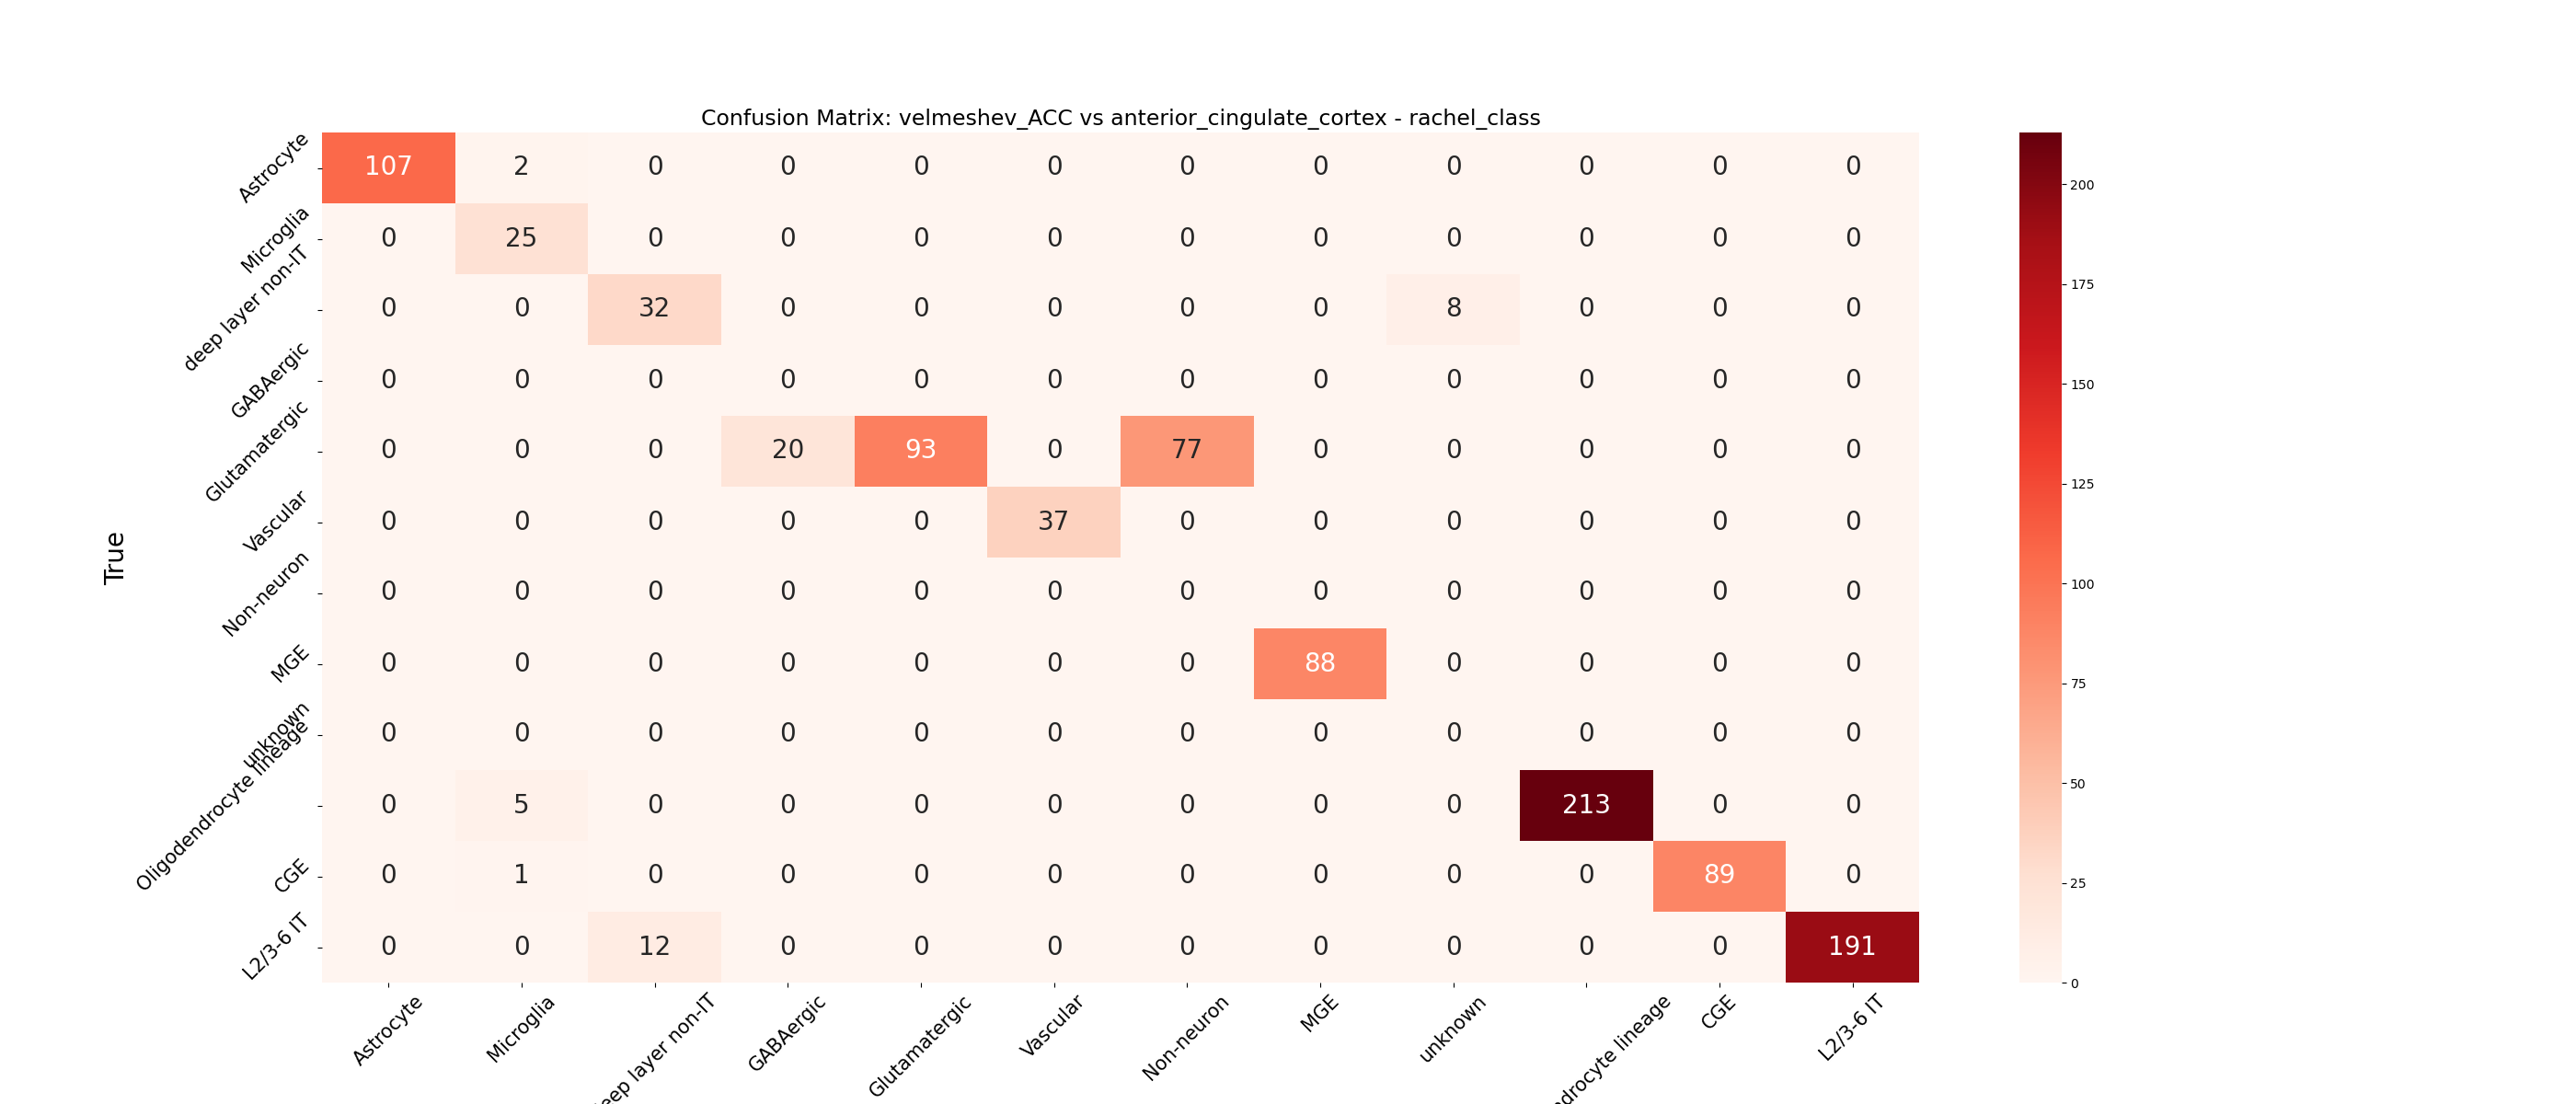 Confusion Matrix: velmeshev_ACC vs anterior_cingulate_cortex - rachel_class
True
Astrocyte 107 2 0 0 0 0 0 0 0 0 0 0
Microglia 0 25 0 0 0 0 0 0 0 0 0 0
deep layer non-IT 0 0 32 0 0 0 0 0 8 0 0 0
GABAergic 0 0 0 0 0 0 0 0 0 0 0 0
Glutamatergic 0 0 0 20 93 0 77 0 0 0 0 0
Vascular 0 0 0 0 0 37 0 0 0 0 0 0
Non-neuron 0 0 0 0 0 0 0 0 0 0 0 0
MGE 0 0 0 0 0 0 0 88 0 0 0 0
unknown 0 0 0 0 0 0 0 0 0 0 0 0
Oligodendrocyte lineage 0 5 0 0 0 0 0 0 0 213 0 0
CGE 0 1 0 0 0 0 0 0 0 0 89 0
L2/3-6 IT 0 0 12 0 0 0 0 0 0 0 0 191
Astrocyte Microglia eep layer non-IT GABAergic Glutamatergic Vascular Non-neuron MGE unknown ndrocyte lineage CGE L2/3-6 IT
200
175
150
125
100
75
50
25
0